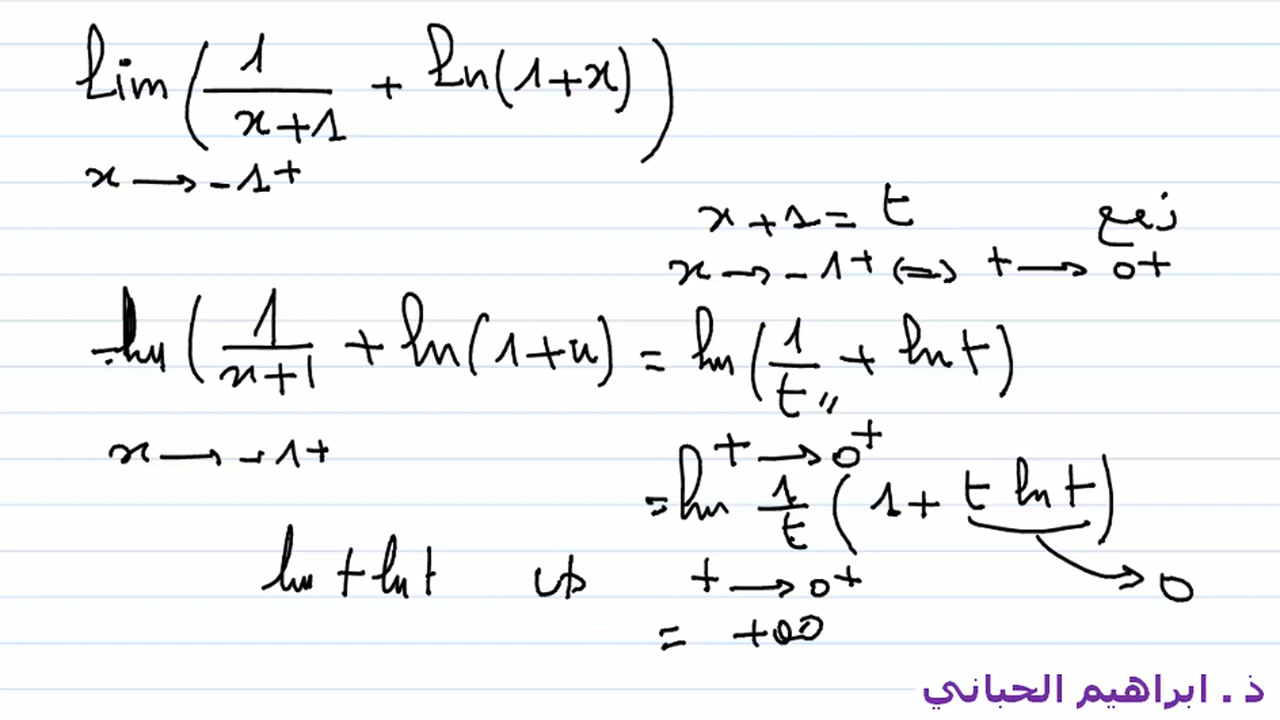 lim ( 1/(x+1) + ln(1+x) )
x → -1⁺
x+1 = t نضع
x → -1⁺ ⇔ t → 0⁺
lim ( 1/(x+1) + ln(1+x) = lim ( 1/t + ln t )
x → -1⁺ t → 0⁺
= lim 1/t ( 1 + t ln t )
t → 0⁺ → 0
lim t ln t
= +∞
ذ . ابراهيم الحباني